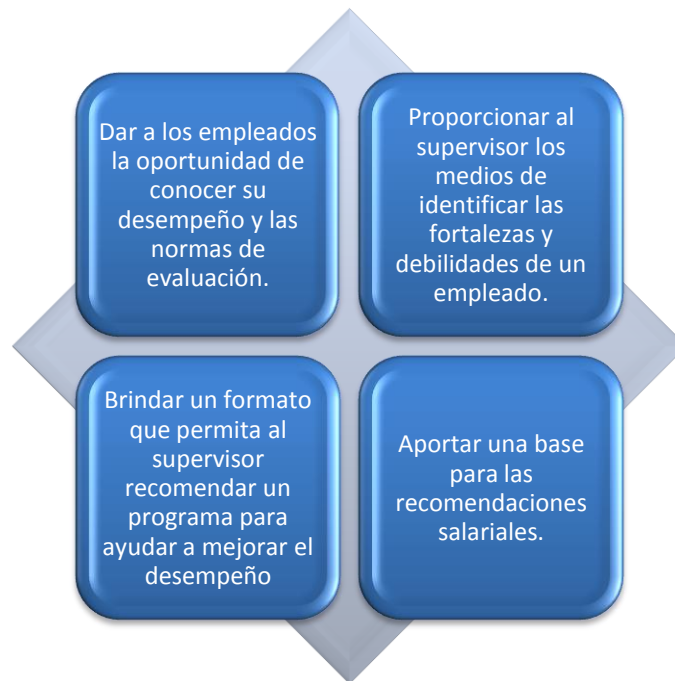 Dar a los empleados
la oportunidad de
conocer su
desempeño y las
normas de
evaluación.
Proporcionar al
supervisor los
medios de
identificar las
fortalezas y
debilidades de un
empleado.
Brindar un formato
que permita al
supervisor
recomendar un
programa para
ayudar a mejorar el
desempeño
Aportar una base
para las
recomendaciones
salariales.